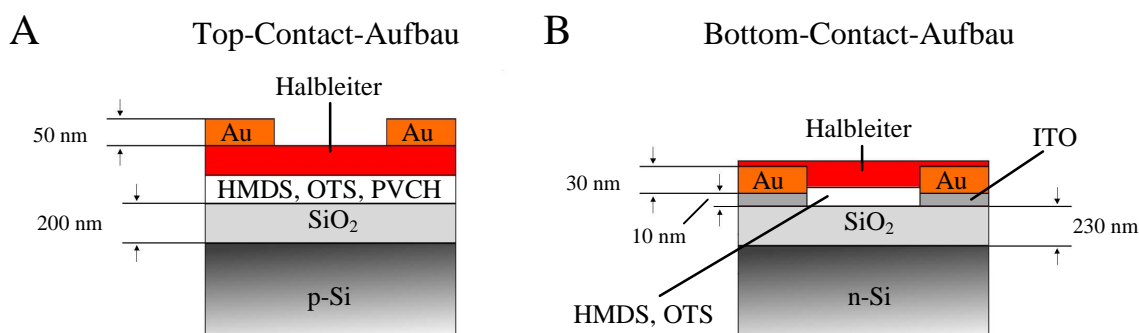 A
Top-Contact-Aufbau
Halbleiter
50 nm
Au
Au
HMDS, OTS, PVCH
200 nm
SiO₂
p-Si
B
Bottom-Contact-Aufbau
Halbleiter
ITO
30 nm
Au
Au
10 nm
SiO₂
230 nm
HMDS, OTS
n-Si